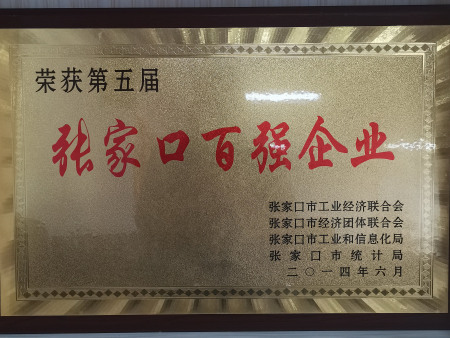 荣获第五届
张家口百强企业
张家口市工业经济联合会
张家口市经济团体联合会
张家口市工业和信息化局
张家口市统计局
二〇一四年六月